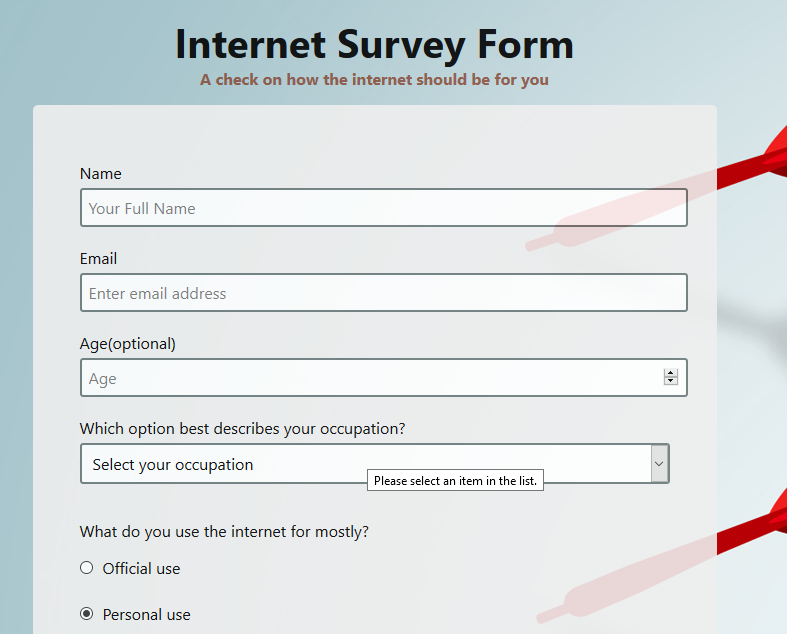 Internet Survey Form
A check on how the internet should be for you
Name
Your Full Name
Email
Enter email address
Age(optional)
Age
Which option best describes your occupation?
Select your occupation
Please select an item in the list.
What do you use the internet for mostly?
Official use
Personal use